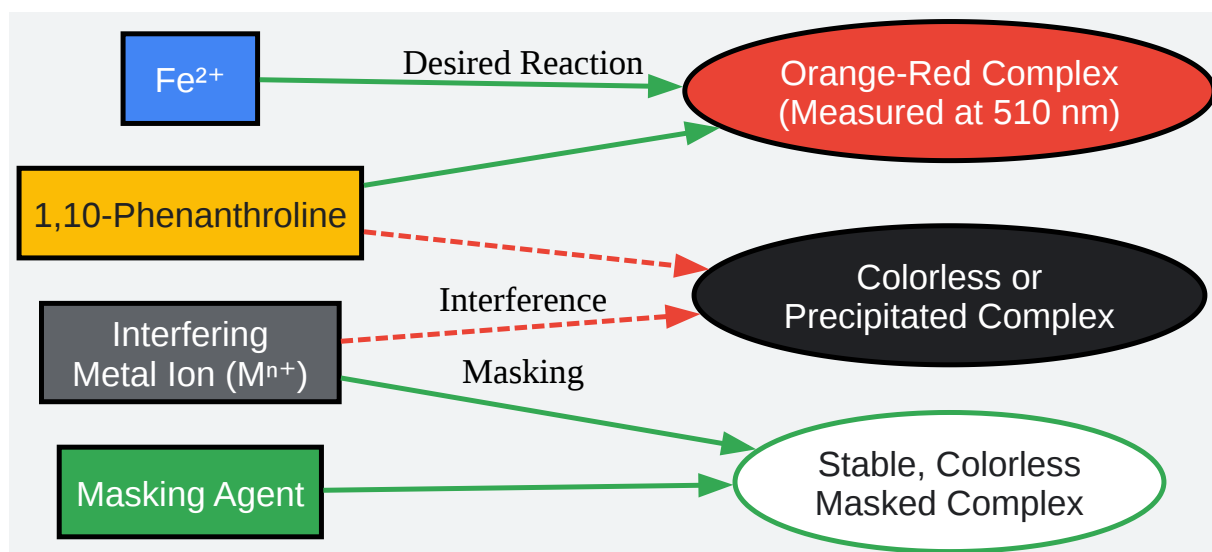 Fe²⁺
Desired Reaction
Orange-Red Complex
(Measured at 510 nm)
1,10-Phenanthroline
Colorless or
Precipitated Complex
Interference
Interfering
Metal Ion (Mⁿ⁺)
Masking
Masking Agent
Stable, Colorless
Masked Complex